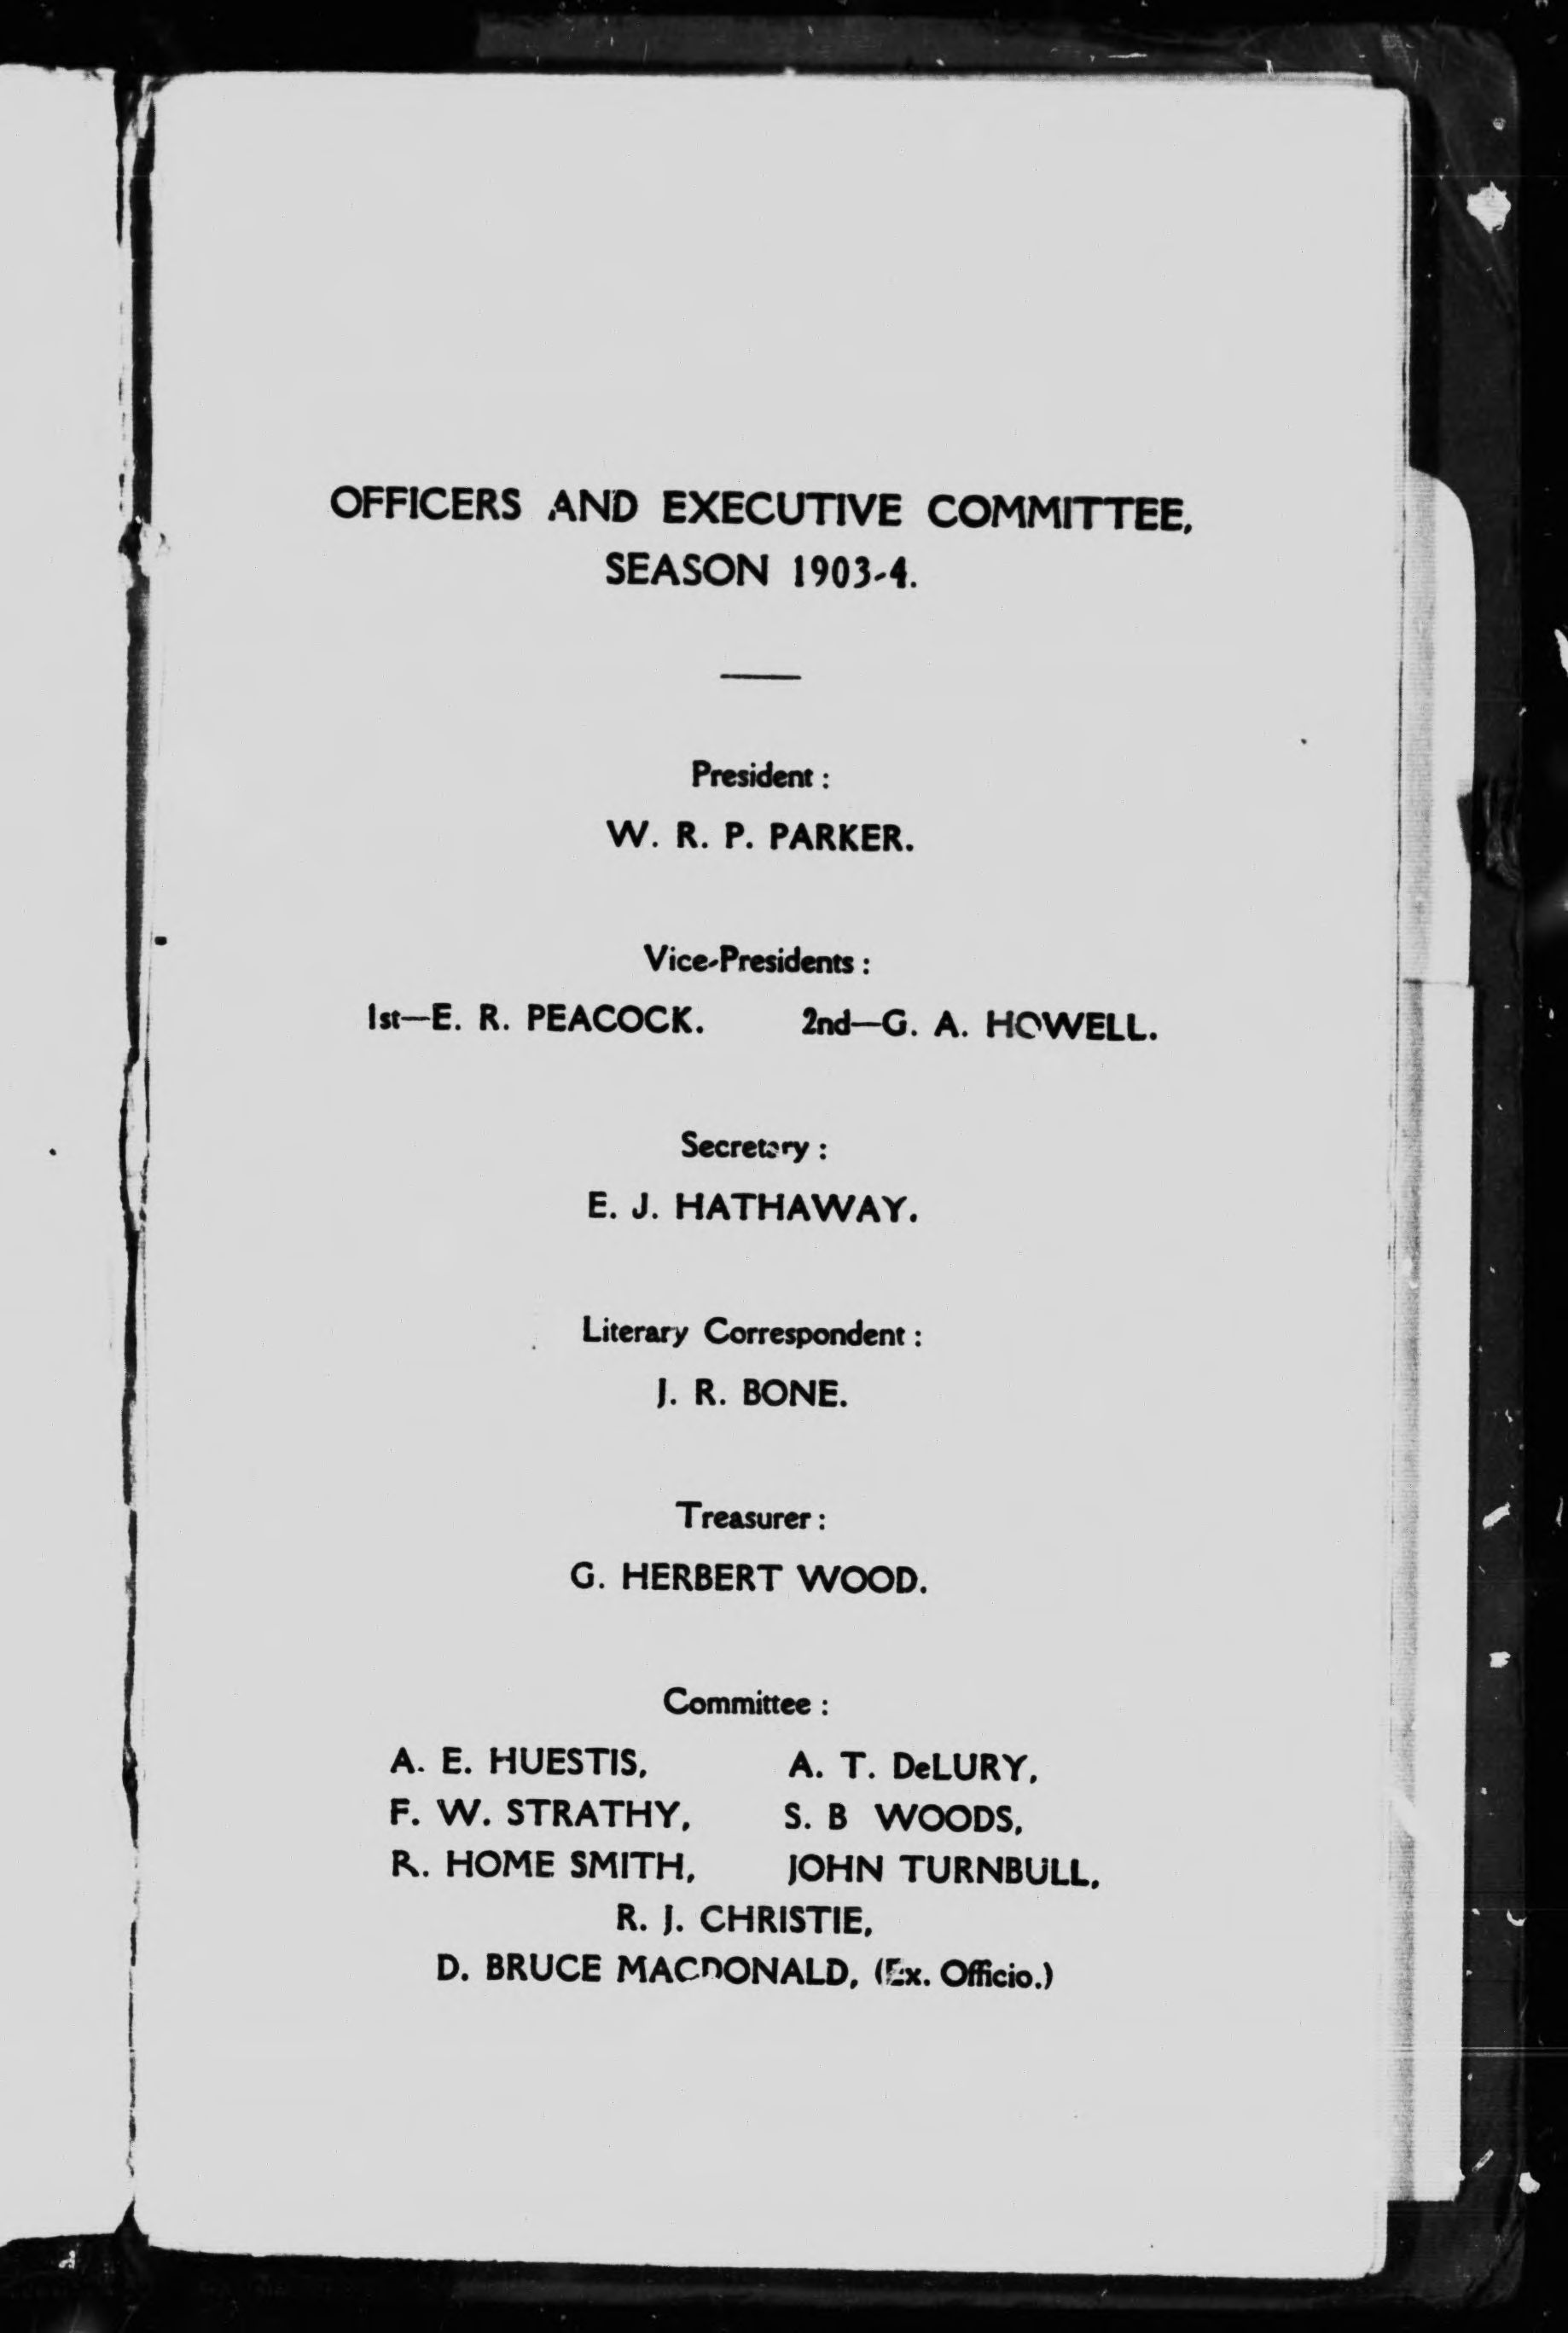 OFFICERS AND EXECUTIVE COMMITTEE,
SEASON 1903-4.
President :
W. R. P. PARKER.
Vice-Presidents :
1st—E. R. PEACOCK. 2nd—G. A. HOWELL.
Secretary :
E. J. HATHAWAY.
Literary Correspondent :
J. R. BONE.
Treasurer :
G. HERBERT WOOD.
Committee :
A. E. HUESTIS, A. T. DeLURY,
F. W. STRATHY, S. B WOODS,
R. HOME SMITH, JOHN TURNBULL,
R. J. CHRISTIE,
D. BRUCE MACDONALD, (Ex. Officio.)